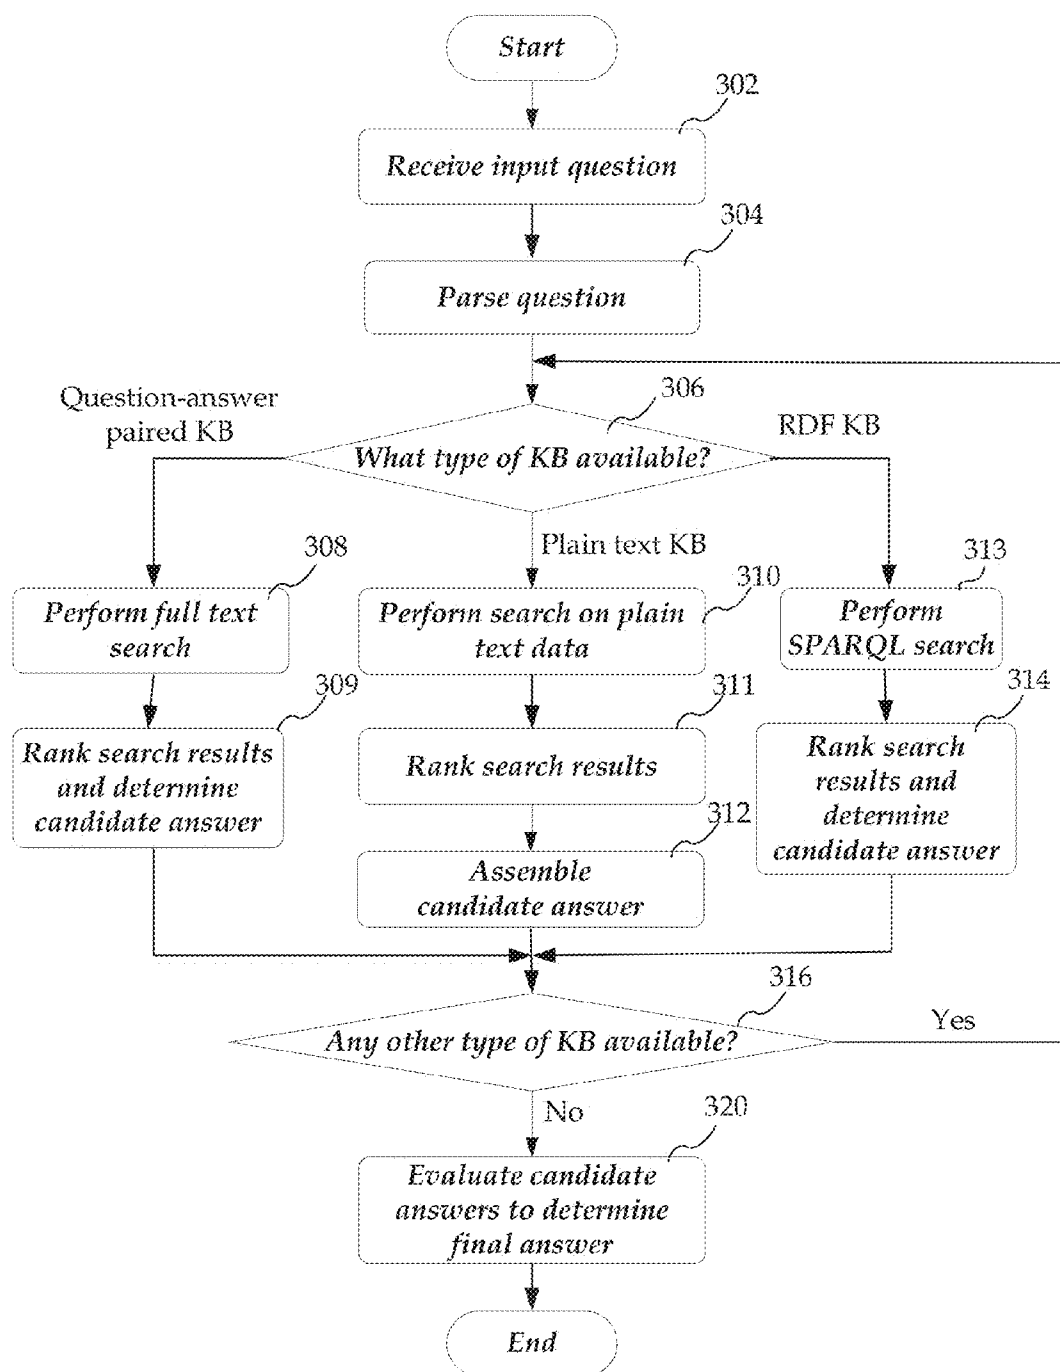 Start
302
Receive input question
304
Parse question
Question-answer
paired KB
306
RDF KB
What type of KB available?
Plain text KB
308
310
313
Perform full text
search
Perform search on plain
text data
Perform
SPARQL search
309
311
314
Rank search results
and determine
candidate answer
Rank search results
Rank search
results and
determine
candidate answer
312
Assemble
candidate answer
316
Any other type of KB available?
Yes
No
320
Evaluate candidate
answers to determine
final answer
End